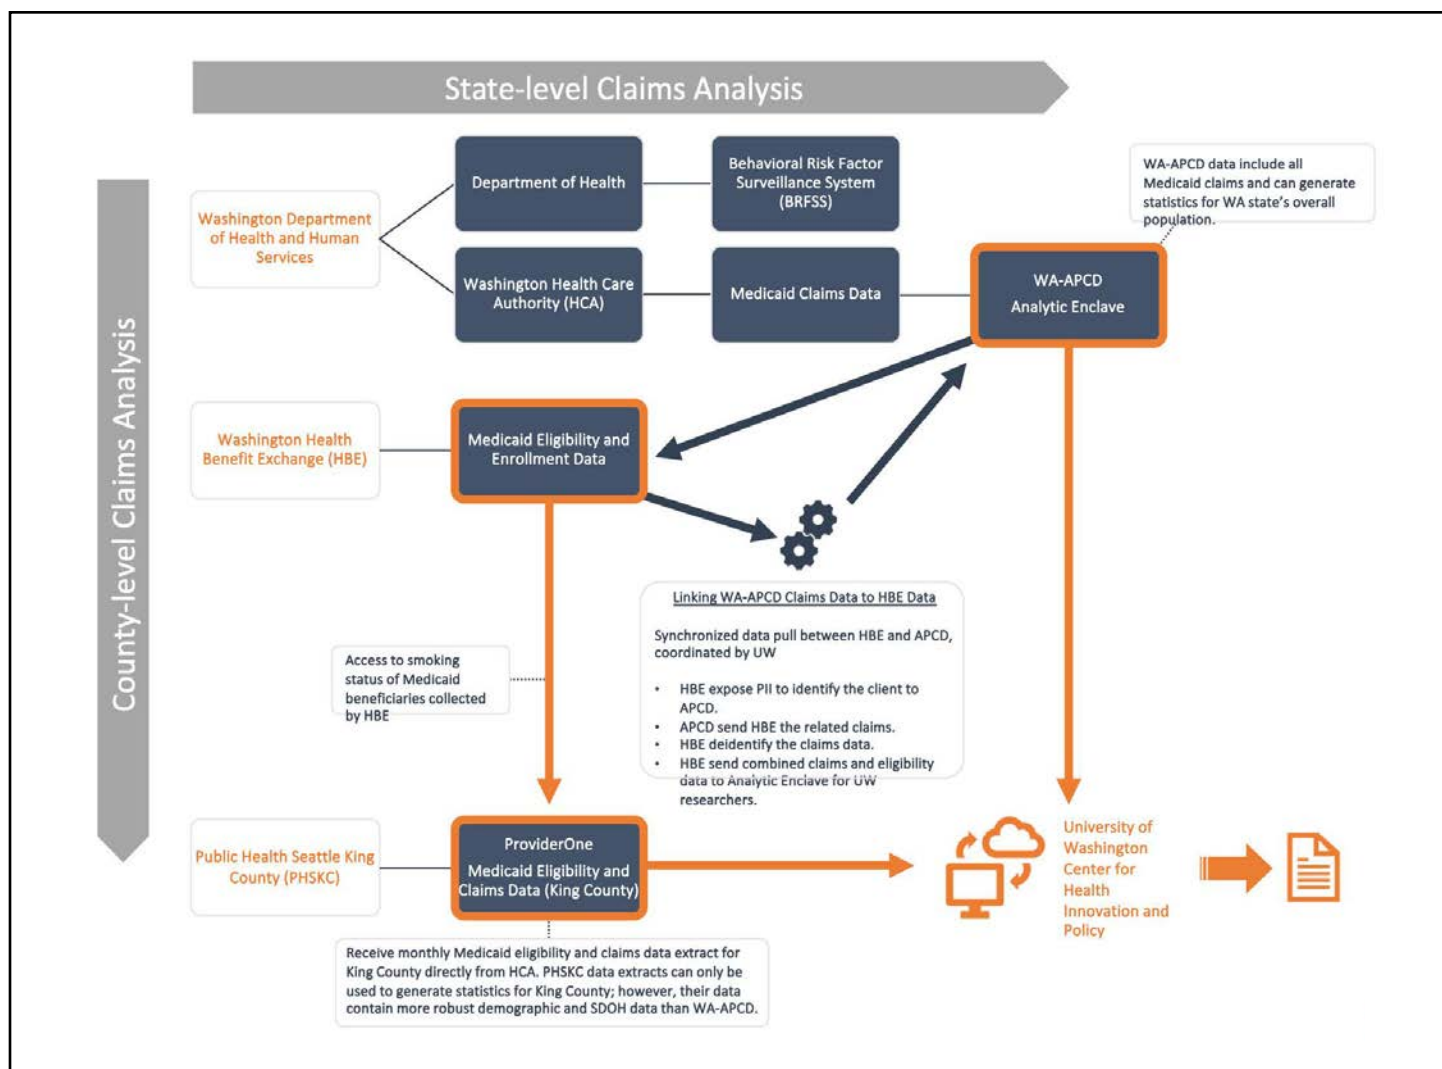 State-level Claims Analysis
County-level Claims Analysis
Washington Department
of Health and Human
Services
Department of Health
Behavioral Risk Factor
Surveillance System
(BRFSS)
WA-APCD data include all
Medicaid claims and can generate
statistics for WA state's overall
population.
Washington Health Care
Authority (HCA)
Medicaid Claims Data
WA-APCD
Analytic Enclave
Washington Health
Benefit Exchange (HBE)
Medicaid Eligibility and
Enrollment Data
Linking WA-APCD Claims Data to HBE Data
Synchronized data pull between HBE and APCD,
coordinated by UW
• HBE expose PII to identify the client to
APCD.
• APCD send HBE the related claims.
• HBE deidentify the claims data.
• HBE send combined claims and eligibility
data to Analytic Enclave for UW
researchers.
Access to smoking
status of Medicaid
beneficiaries collected
by HBE
Public Health Seattle King
County (PHSKC)
ProviderOne
Medicaid Eligibility and
Claims Data (King County)
University of
Washington
Center for
Health
Innovation and
Policy
Receive monthly Medicaid eligibility and claims data extract for
King County directly from HCA. PHSKC data extracts can only be
used to generate statistics for King County; however, their data
contain more robust demographic and SDOH data than WA-APCD.